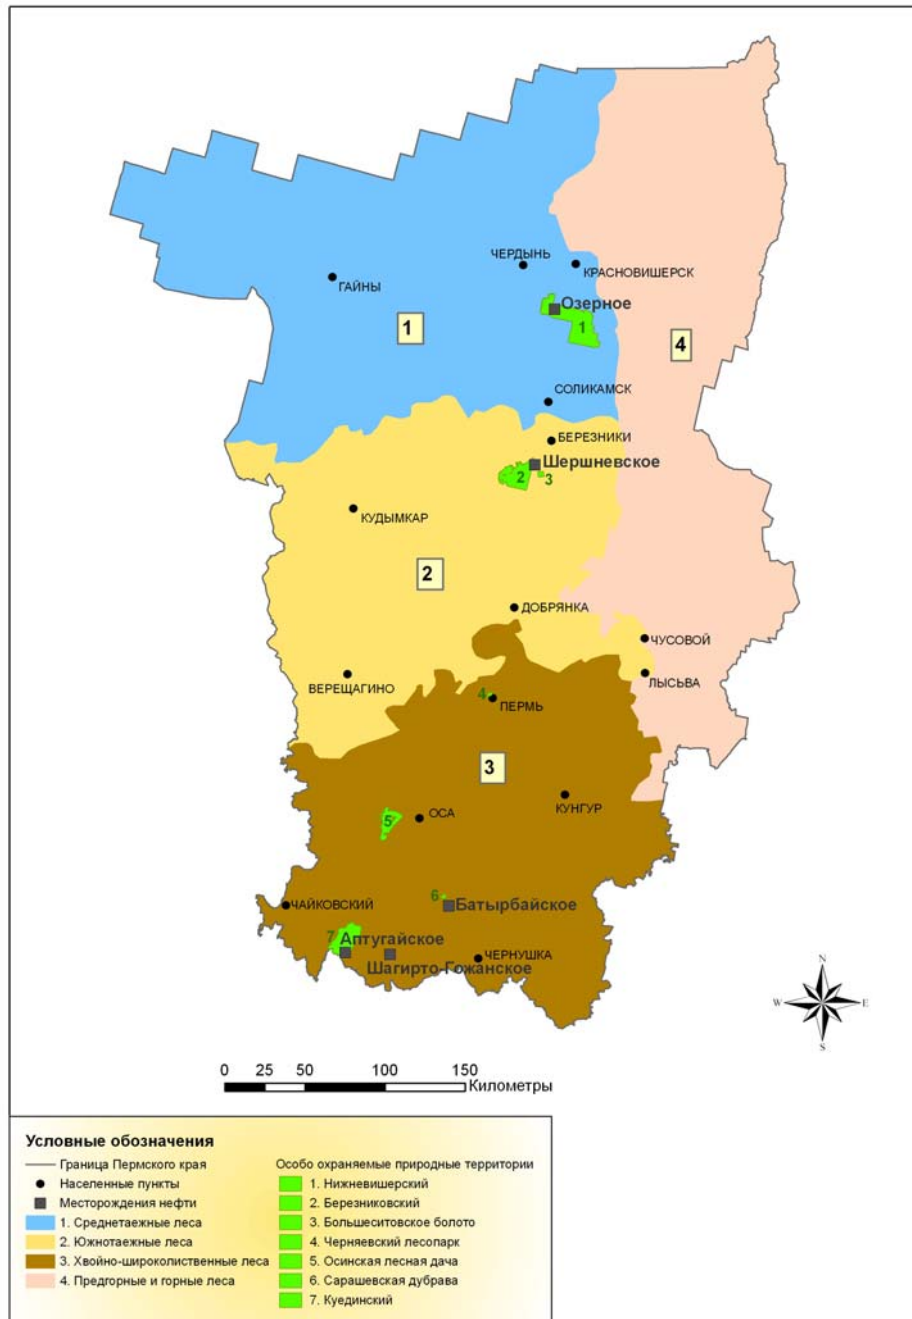 ЧЕРДЫНЬ
КРАСНОВИШЕРСК
ГАЙНЫ
Озерное
1
1
4
СОЛИКАМСК
БЕРЕЗНИКИ
Шершневское
2
3
КУДЫМКАР
2
ДОБРЯНКА
ЧУСОВОЙ
ВЕРЕЩАГИНО
ЛЫСЬВА
4
ПЕРМЬ
3
КУНГУР
5
ОСА
6
Батырбайское
ЧАЙКОВСКИЙ
7
Аптугайское
ЧЕРНУШКА
Шагирто-Гожанское
N
W
E
S
0 25 50 100 150
Километры
Условные обозначения
Граница Пермского края
Населенные пункты
Месторождения нефти
1. Среднетаежные леса
2. Южнотаежные леса
3. Хвойно-широколиственные леса
4. Предгорные и горные леса
Особо охраняемые природные территории
1. Нижневишерский
2. Березниковский
3. Большеситовское болото
4. Черняевский лесопарк
5. Осинская лесная дача
6. Сарашевская дубрава
7. Куединский